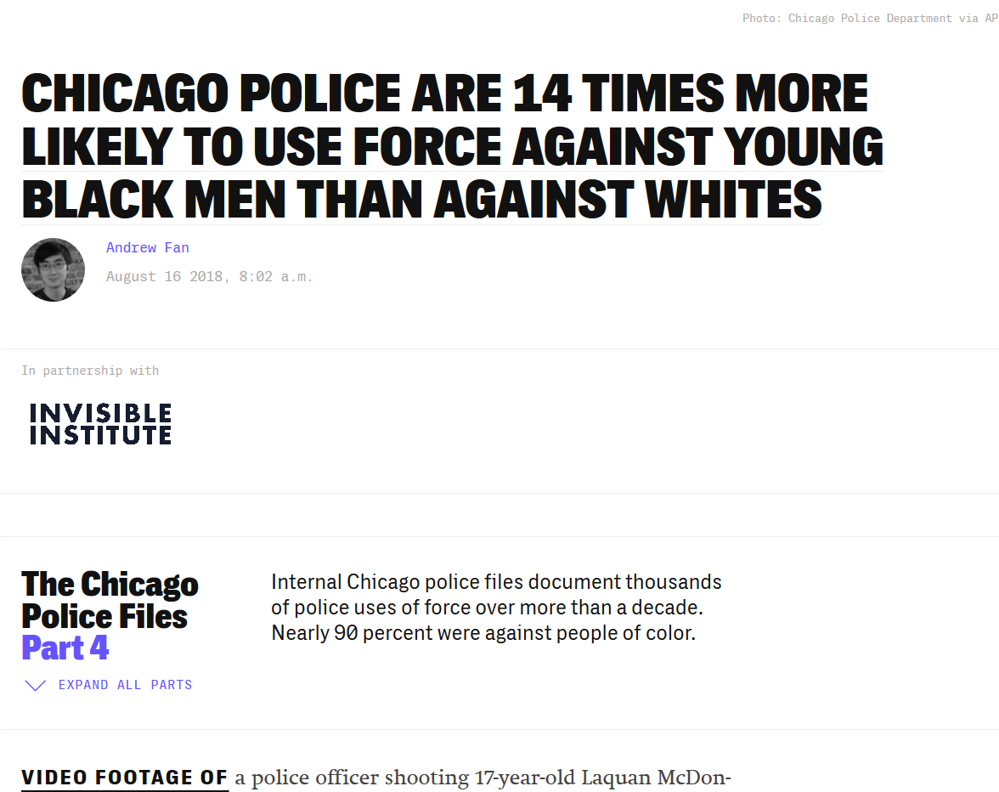 Photo: Chicago Police Department via AP
CHICAGO POLICE ARE 14 TIMES MORE
LIKELY TO USE FORCE AGAINST YOUNG
BLACK MEN THAN AGAINST WHITES
Andrew Fan
August 16 2018, 8:02 a.m.
In partnership with
INVISIBLE
INSTITUTE
The Chicago
Police Files
Part 4
EXPAND ALL PARTS
Internal Chicago police files document thousands
of police uses of force over more than a decade.
Nearly 90 percent were against people of color.
VIDEO FOOTAGE OF a police officer shooting 17-year-old Laquan McDon-